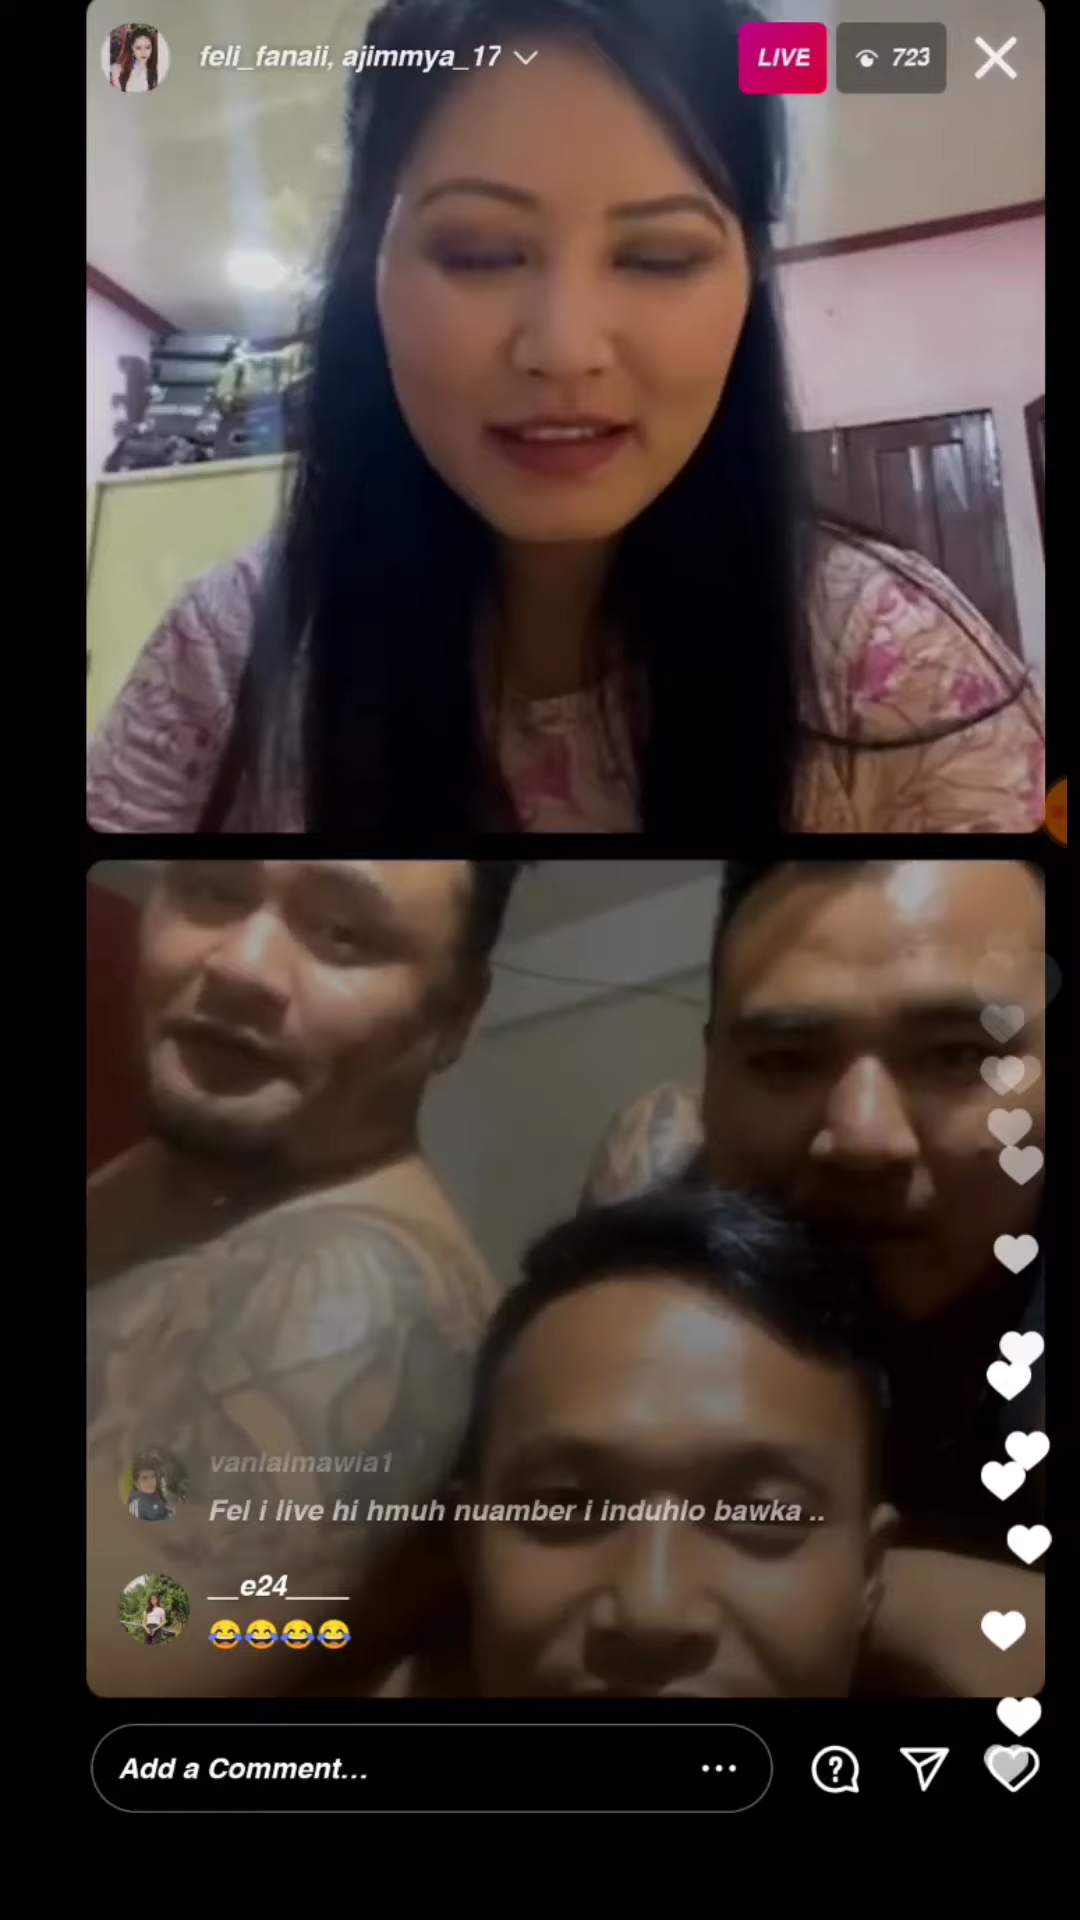 feli_fanaii, ajimmya_17
LIVE
723
vanlalmawia1
Fel i live hi hmuh nuamber i induhlo bawka ..
__e24____
😂😂😂😂
Add a Comment...